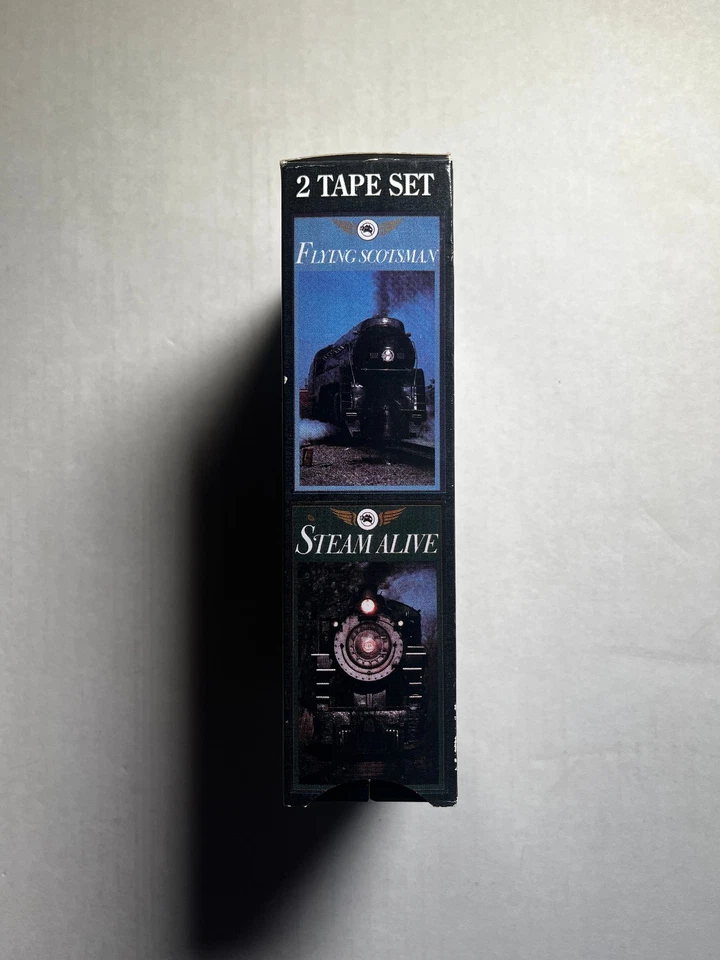 2 TAPE SET
FLYING SCOTSMAN
STEAM ALIVE